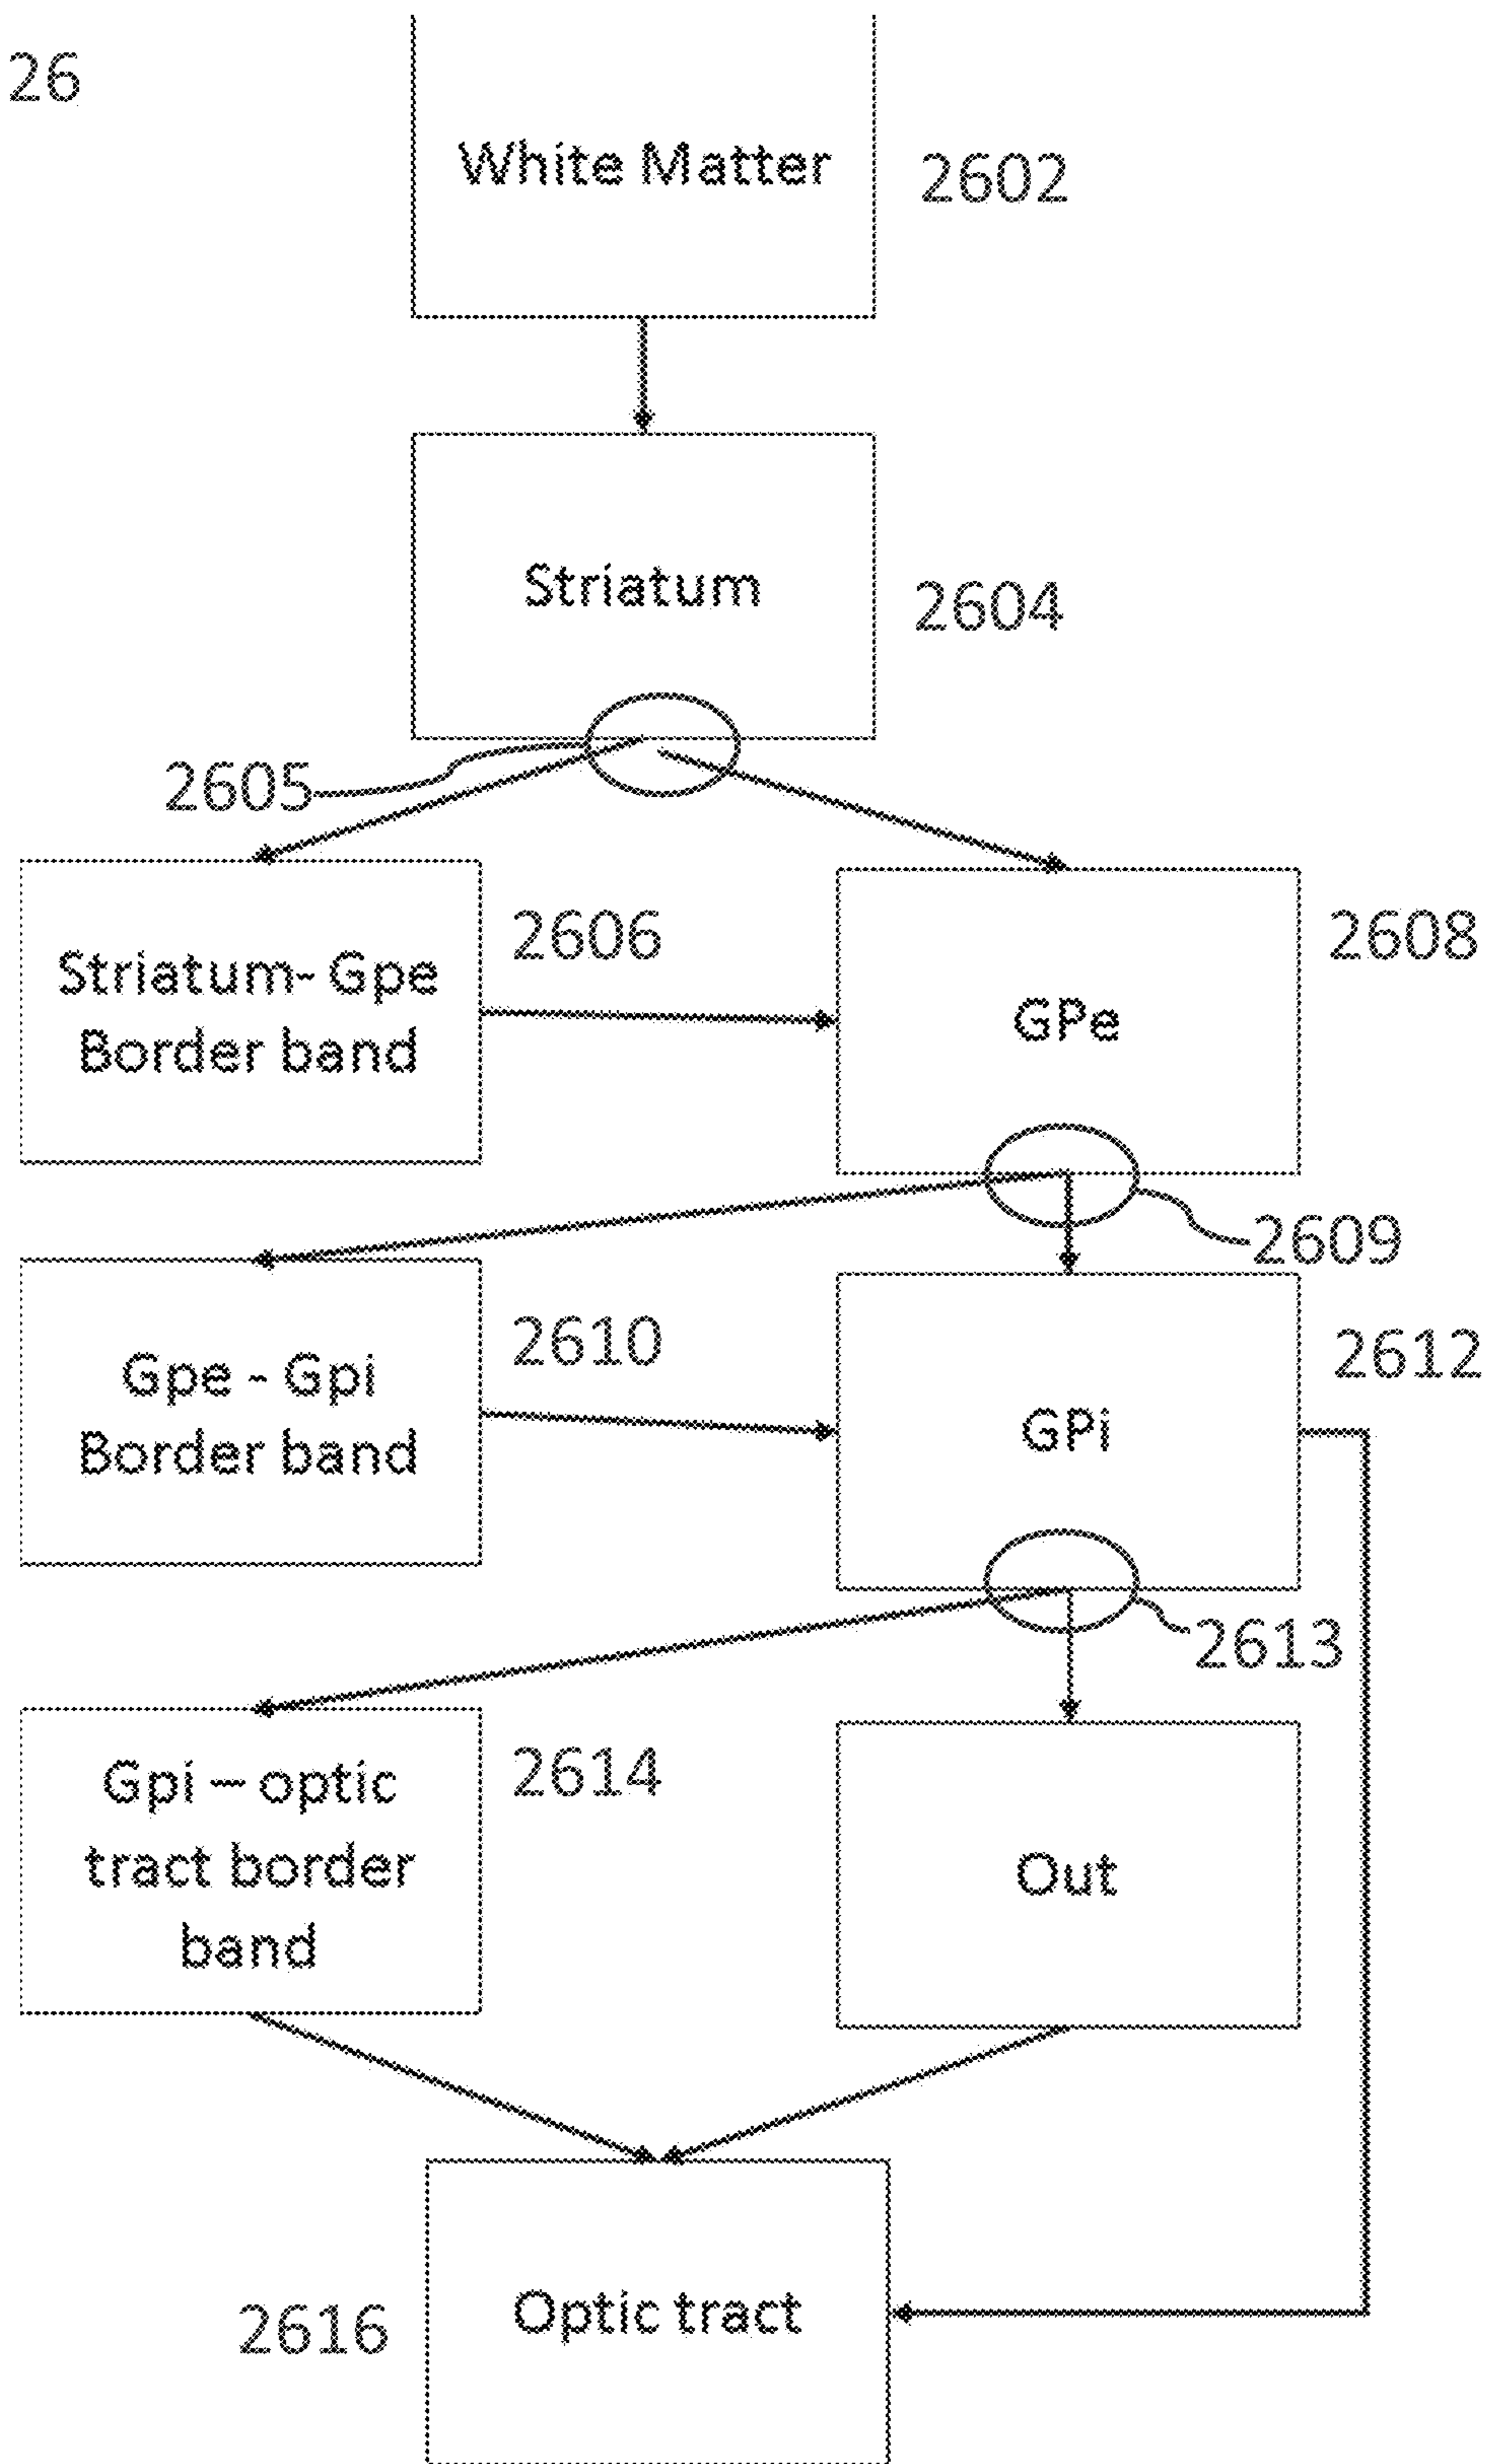 26
White Matter
2602
Striatum
2604
2605
Striatum- Gpe
Border band
2606
GPe
2608
2609
Gpe - Gpi
Border band
2610
GPi
2612
2613
Gpi – optic
tract border
band
2614
Out
Optic tract
2616